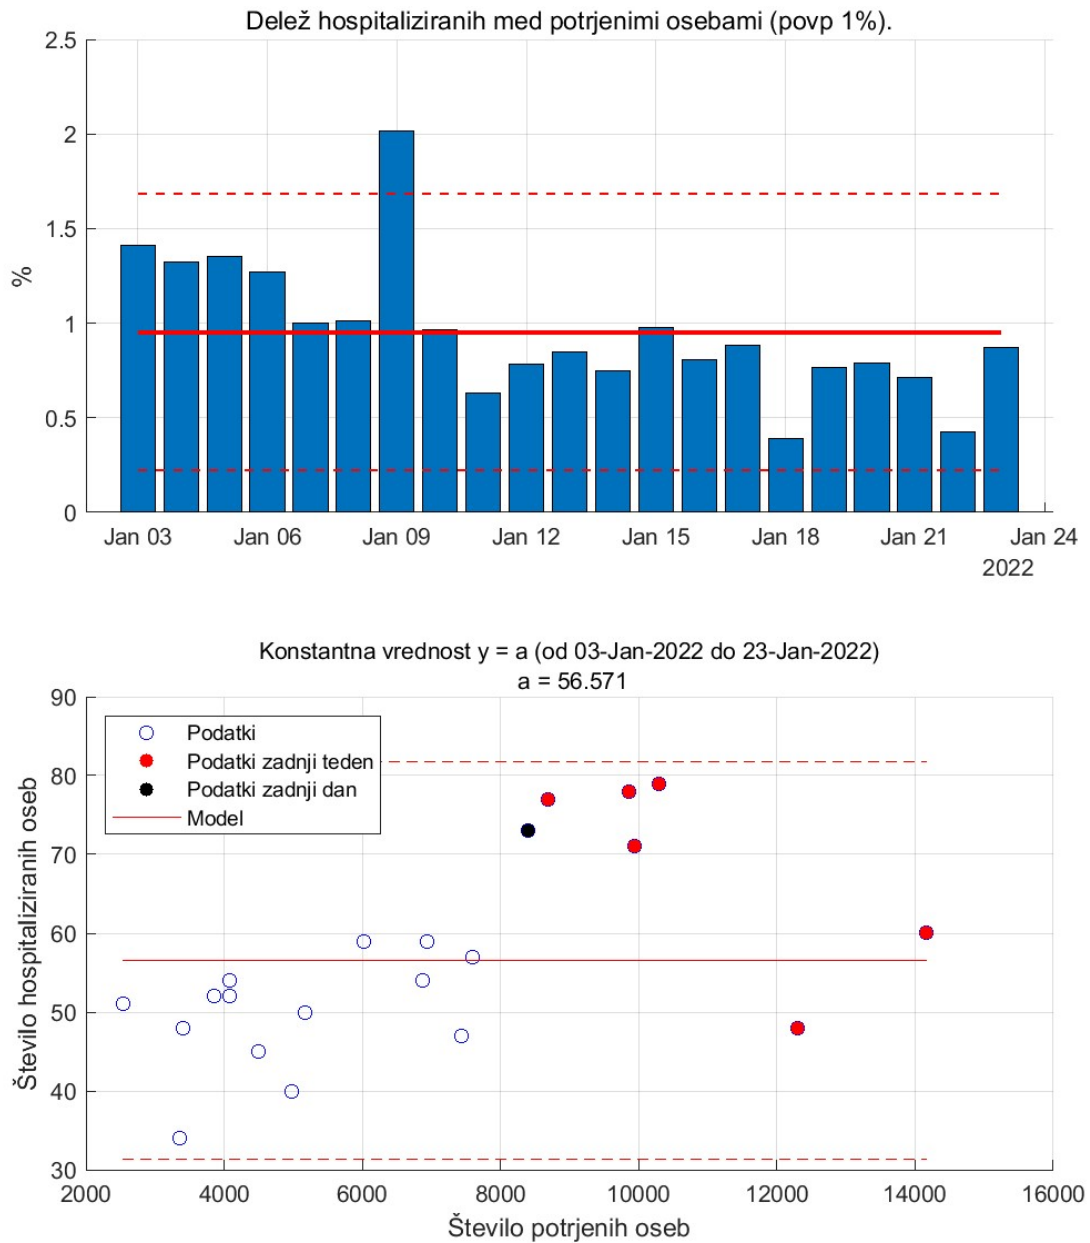 Delež hospitaliziranih med potrjenimi osebami (povp 1%).
2.5
2
1.5
1
0.5
0
%
Jan 03 Jan 06 Jan 09 Jan 12 Jan 15 Jan 18 Jan 21 Jan 24
2022
Konstantna vrednost y = a (od 03-Jan-2022 do 23-Jan-2022)
a = 56.571
90
80
70
60
50
40
30
Število hospitaliziranih oseb
Podatki
Podatki zadnji teden
Podatki zadnji dan
Model
2000 4000 6000 8000 10000 12000 14000 16000
Število potrjenih oseb